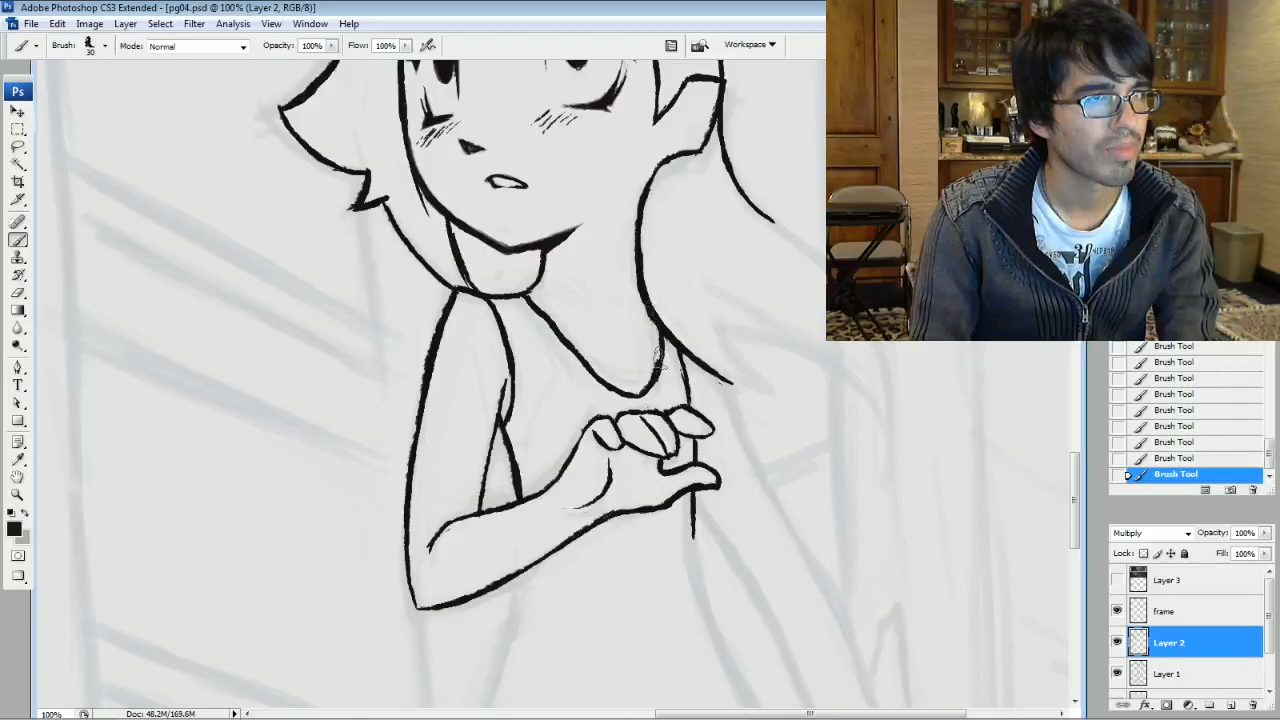 Adobe Photoshop CS3 Extended - [pg04.psd @ 100% (Layer 2, RGB/8)]
File Edit Image Layer Select Filter Analysis View Window Help
Brush: 30 Mode: Normal Opacity: 100% Flow: 100% Workspace
Ps
T
Brush Tool
Brush Tool
Brush Tool
Brush Tool
Brush Tool
Brush Tool
Brush Tool
Brush Tool
Brush Tool
Multiply Opacity: 100%
Lock: Fill: 100%
Layer 3
frame
Layer 2
Layer 1
100% Doc: 48.2M/169.6M